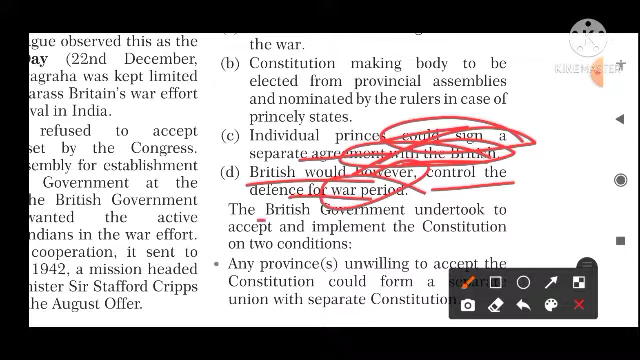 gue observed this as the
Day (22nd December,
agraha was kept limited
arass Britain's war effort
val in India.
refused to accept
set by the Congress.
sembly for establishment
Government at the
he British Government
wanted the active
ndians in the war effort.
cooperation, it sent to
1942, a mission headed
nister Sir Stafford Cripps
the August Offer.
the war.
(b) Constitution making body to be
elected from provincial assemblies
and nominated by the rulers in case of
princely states.
(c) Individual princes could sign a
separate agreement with the British.
(d) British would however, control the
defence for war period.
The British Government undertook to
accept and implement the Constitution
on two conditions:
• Any province(s) unwilling to accept the
Constitution could form a separate
union with separate Constitution
KINEMASTER